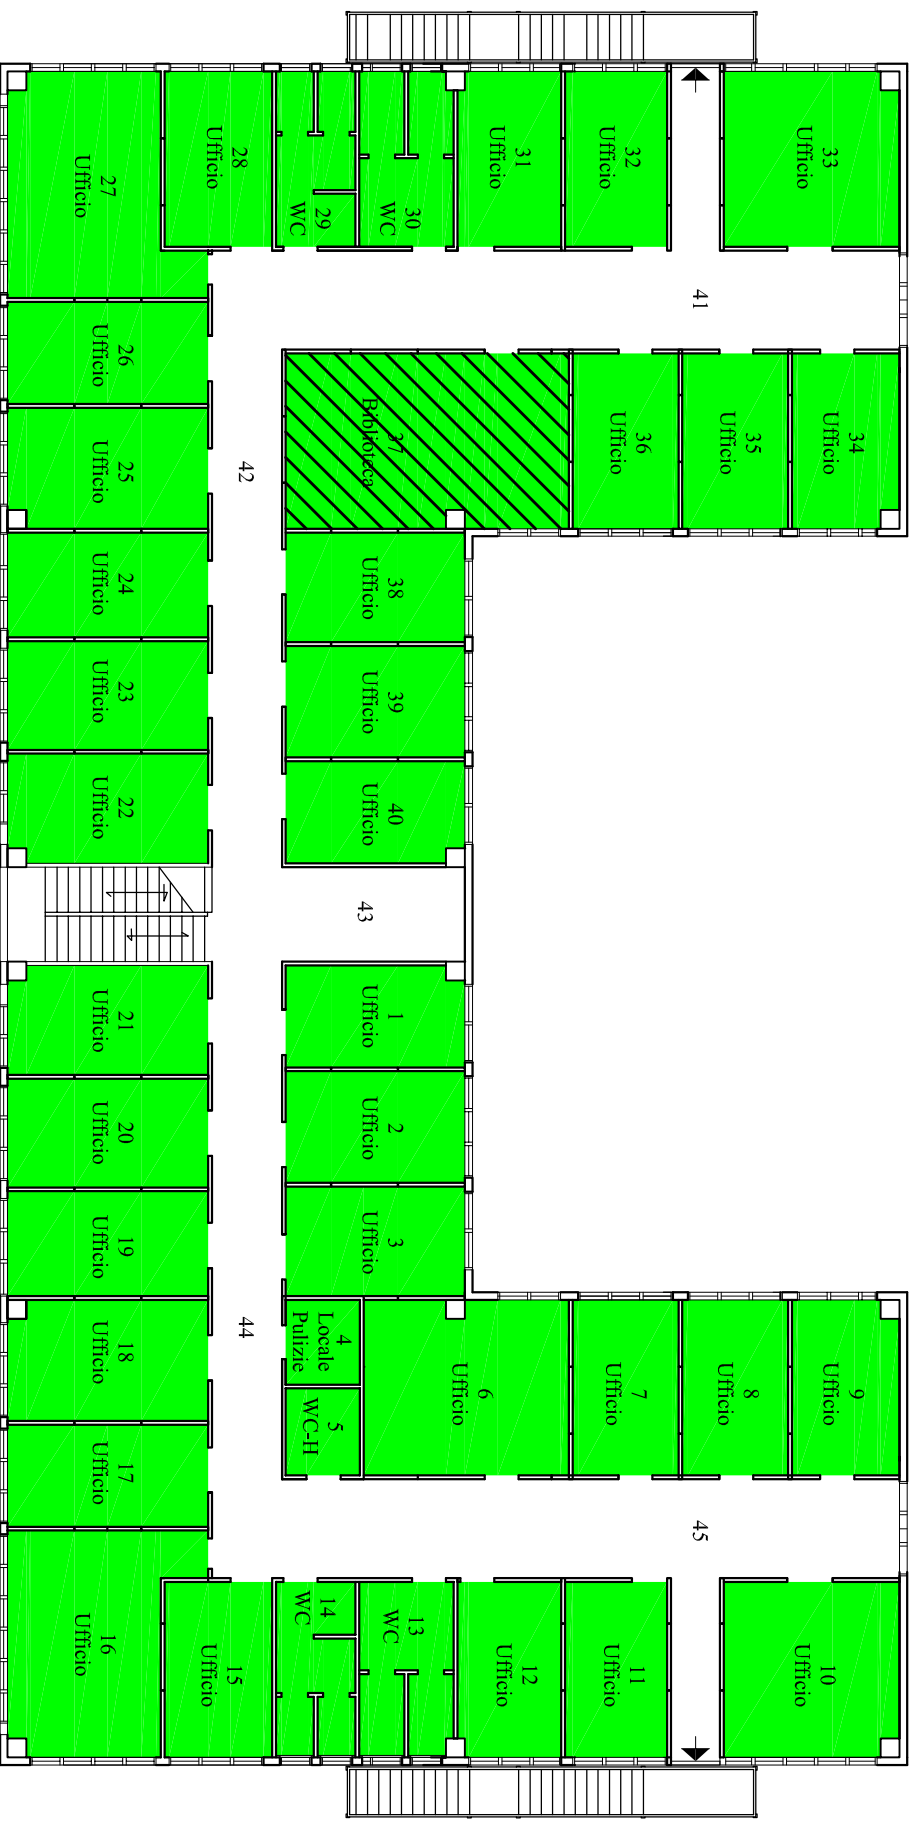 33
Ufficio
32
Ufficio
31
Ufficio
30
WC
29
WC
28
Ufficio
27
Ufficio
41
34
Ufficio
35
Ufficio
36
Ufficio
37
Biblioteca
26
Ufficio
42
25
Ufficio
38
Ufficio
24
Ufficio
39
Ufficio
23
Ufficio
40
Ufficio
22
Ufficio
43
1
Ufficio
21
Ufficio
2
Ufficio
20
Ufficio
3
Ufficio
19
Ufficio
44
4
Locale
Pulizie
18
Ufficio
9
Ufficio
8
Ufficio
7
Ufficio
6
Ufficio
5
WC-H
17
Ufficio
45
10
Ufficio
11
Ufficio
12
Ufficio
13
WC
14
WC
15
Ufficio
16
Ufficio